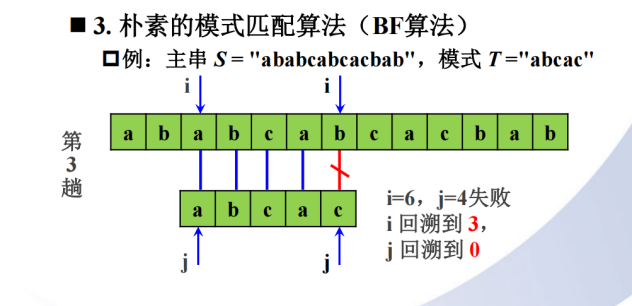 ■ 3. 朴素的模式匹配算法（BF算法）
□例：主串 S = "ababcabcacbab"，模式 T ="abcac"
i i
a b a b c a b c a c b a b
第3趟
a b c a c
j j
i=6，j=4失败
i 回溯到 3，
j 回溯到 0